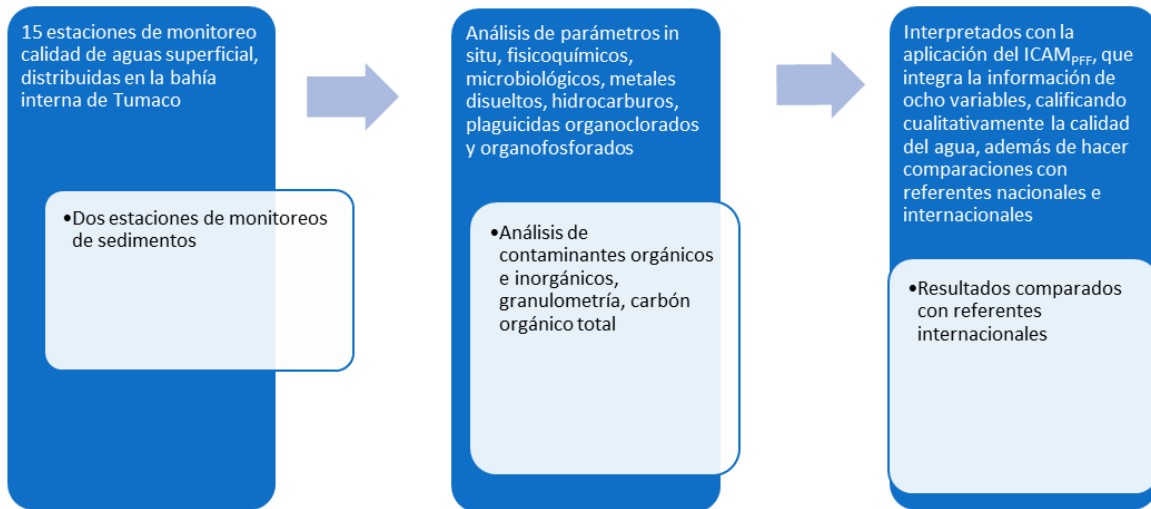 15 estaciones de monitoreo
calidad de aguas superficial,
distribuidas en la bahía
interna de Tumaco
•Dos estaciones de monitoreos
de sedimentos
Análisis de parámetros in
situ, fisicoquímicos,
microbiológicos, metales
disueltos, hidrocarburos,
plaguicidas organoclorados
y organofosforados
•Análisis de
contaminantes orgánicos
e inorgánicos,
granulometría, carbón
orgánico total
Interpretados con la
aplicación del ICAMPFF, que
integra la información de
ocho variables, calificando
cualitativamente la calidad
del agua, además de hacer
comparaciones con
referentes nacionales e
internacionales
•Resultados comparados
con referentes
internacionales